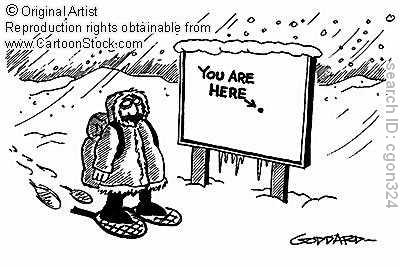 © Original Artist
Reproduction rights obtainable from
www.CartoonStock.com
YOU ARE
HERE
search ID: cgon324
GODDARD